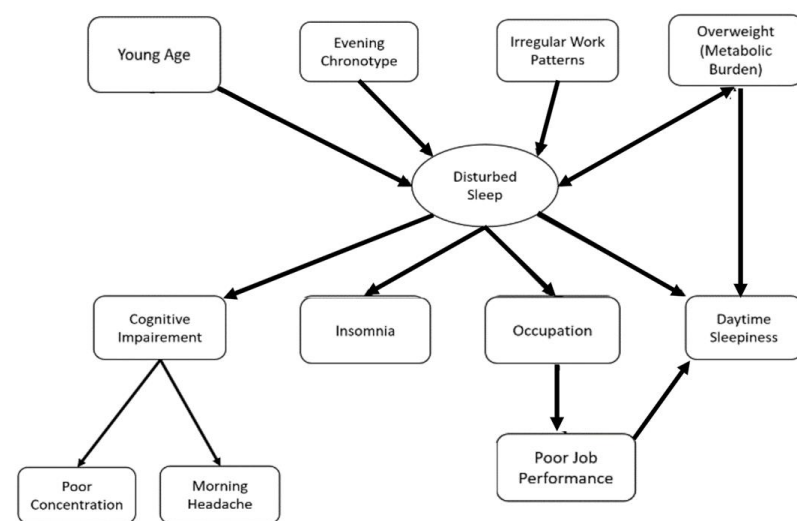 Young Age
Evening
Chronotype
Irregular Work
Patterns
Overweight
(Metabolic
Burden)
Disturbed
Sleep
Cognitive
Impairement
Insomnia
Occupation
Daytime
Sleepiness
Poor
Concentration
Morning
Headache
Poor Job
Performance